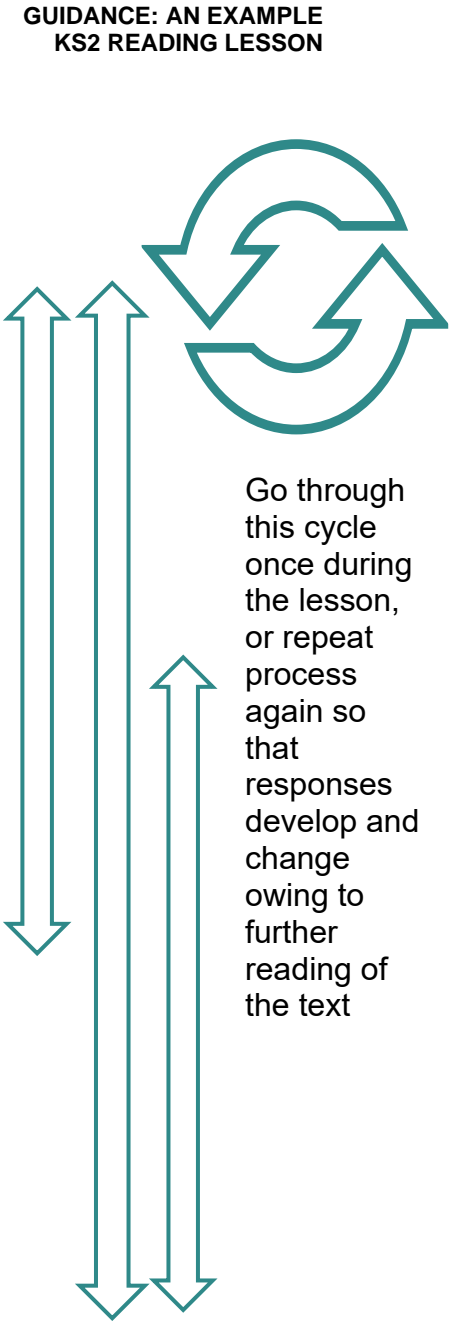 GUIDANCE: AN EXAMPLE
KS2 READING LESSON
Go through
this cycle
once during
the lesson,
or repeat
process
again so
that
responses
develop and
change
owing to
further
reading of
the text